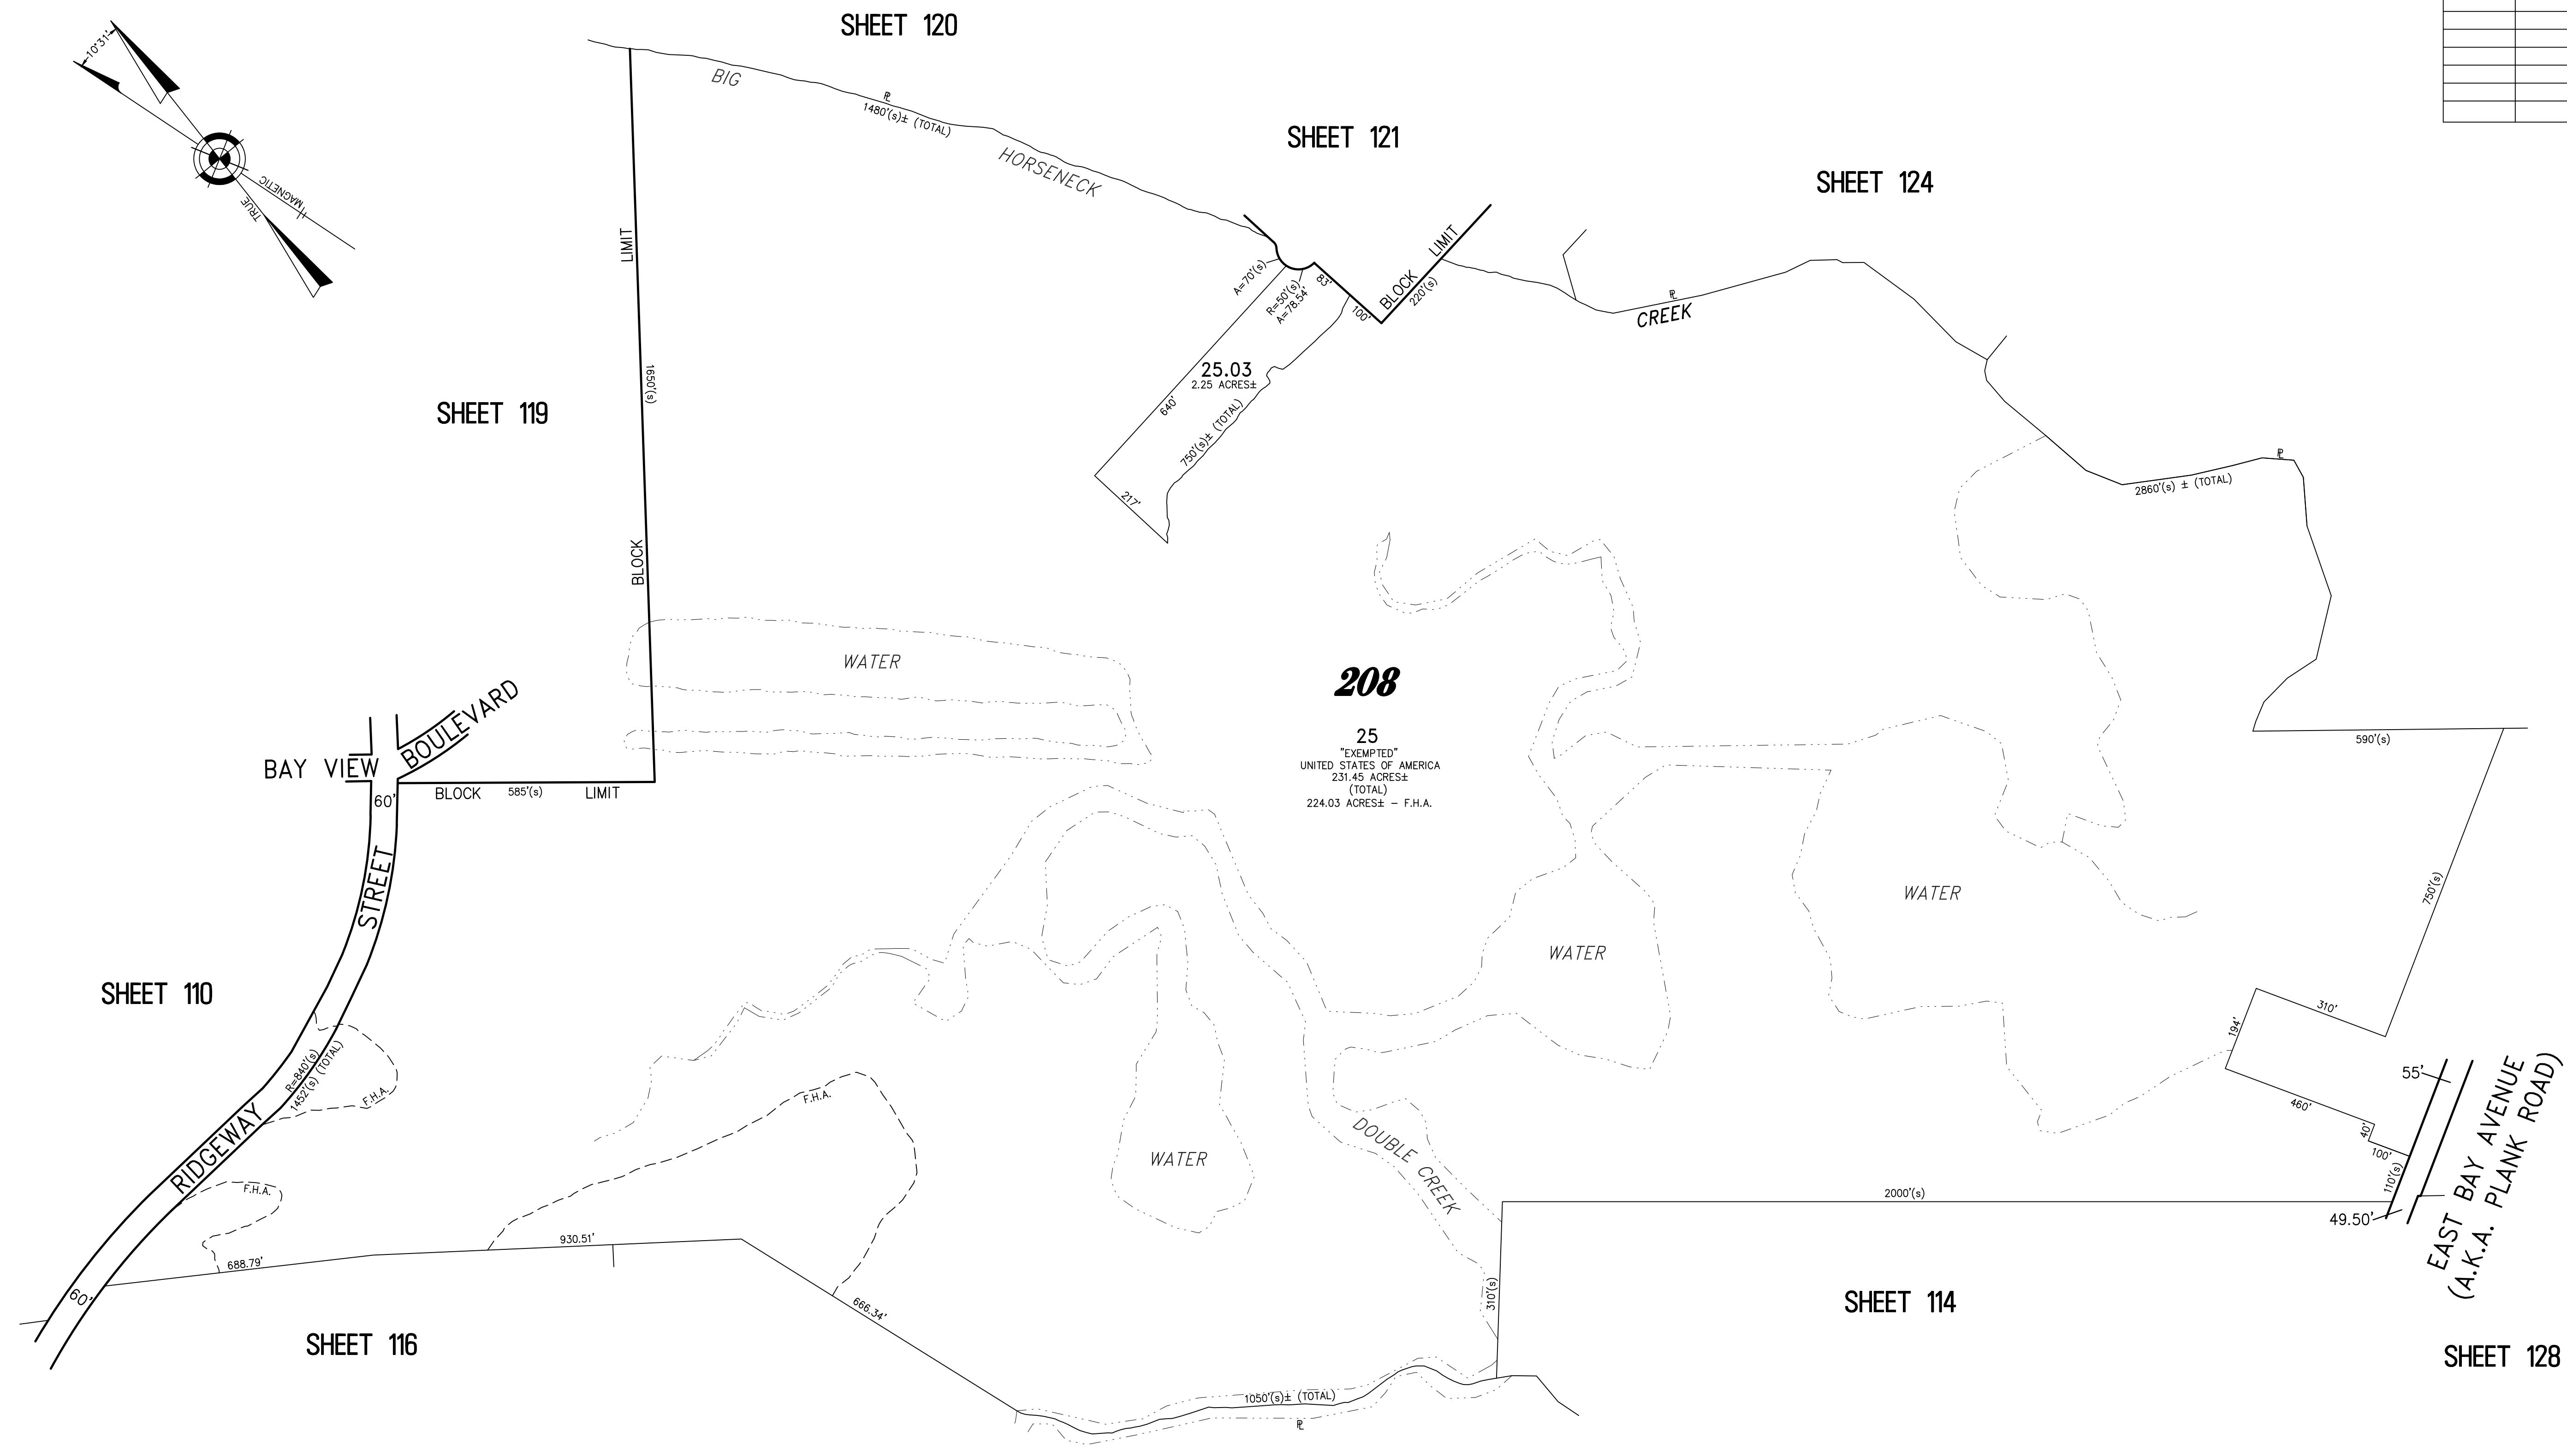 SHEET 120
10°31'
MAGNETIC
TRUE
BIG
℄
1480'(s)± (TOTAL)
HORSENECK
SHEET 121
SHEET 124
LIMIT
1650'(s)
BLOCK
SHEET 119
A=70'(s)
R=50'(s)
A=78.54'
83'
100'
BLOCK LIMIT
220'(s)
℄
CREEK
25.03
2.25 ACRES±
640'
750'(s)± (TOTAL)
217'
℄
2860'(s) ± (TOTAL)
590'(s)
750'(s)
WATER
208
25
"EXEMPTED"
UNITED STATES OF AMERICA
231.45 ACRES±
(TOTAL)
224.03 ACRES± - F.H.A.
BAY VIEW BOULEVARD
60'
BLOCK 585'(s) LIMIT
STREET
SHEET 110
R=840'(s)
1452'(s) (TOTAL)
F.H.A.
RIDGEWAY
F.H.A.
60'
688.79'
930.51'
F.H.A.
666.34'
WATER
WATER
WATER
DOUBLE CREEK
310'
194'
460'
40'
100'
110'(s)
55'
49.50'
EAST BAY AVENUE
(A.K.A. PLANK ROAD)
2000'(s)
310'(s)
1050'(s)± (TOTAL)
℄
SHEET 116
SHEET 114
SHEET 128